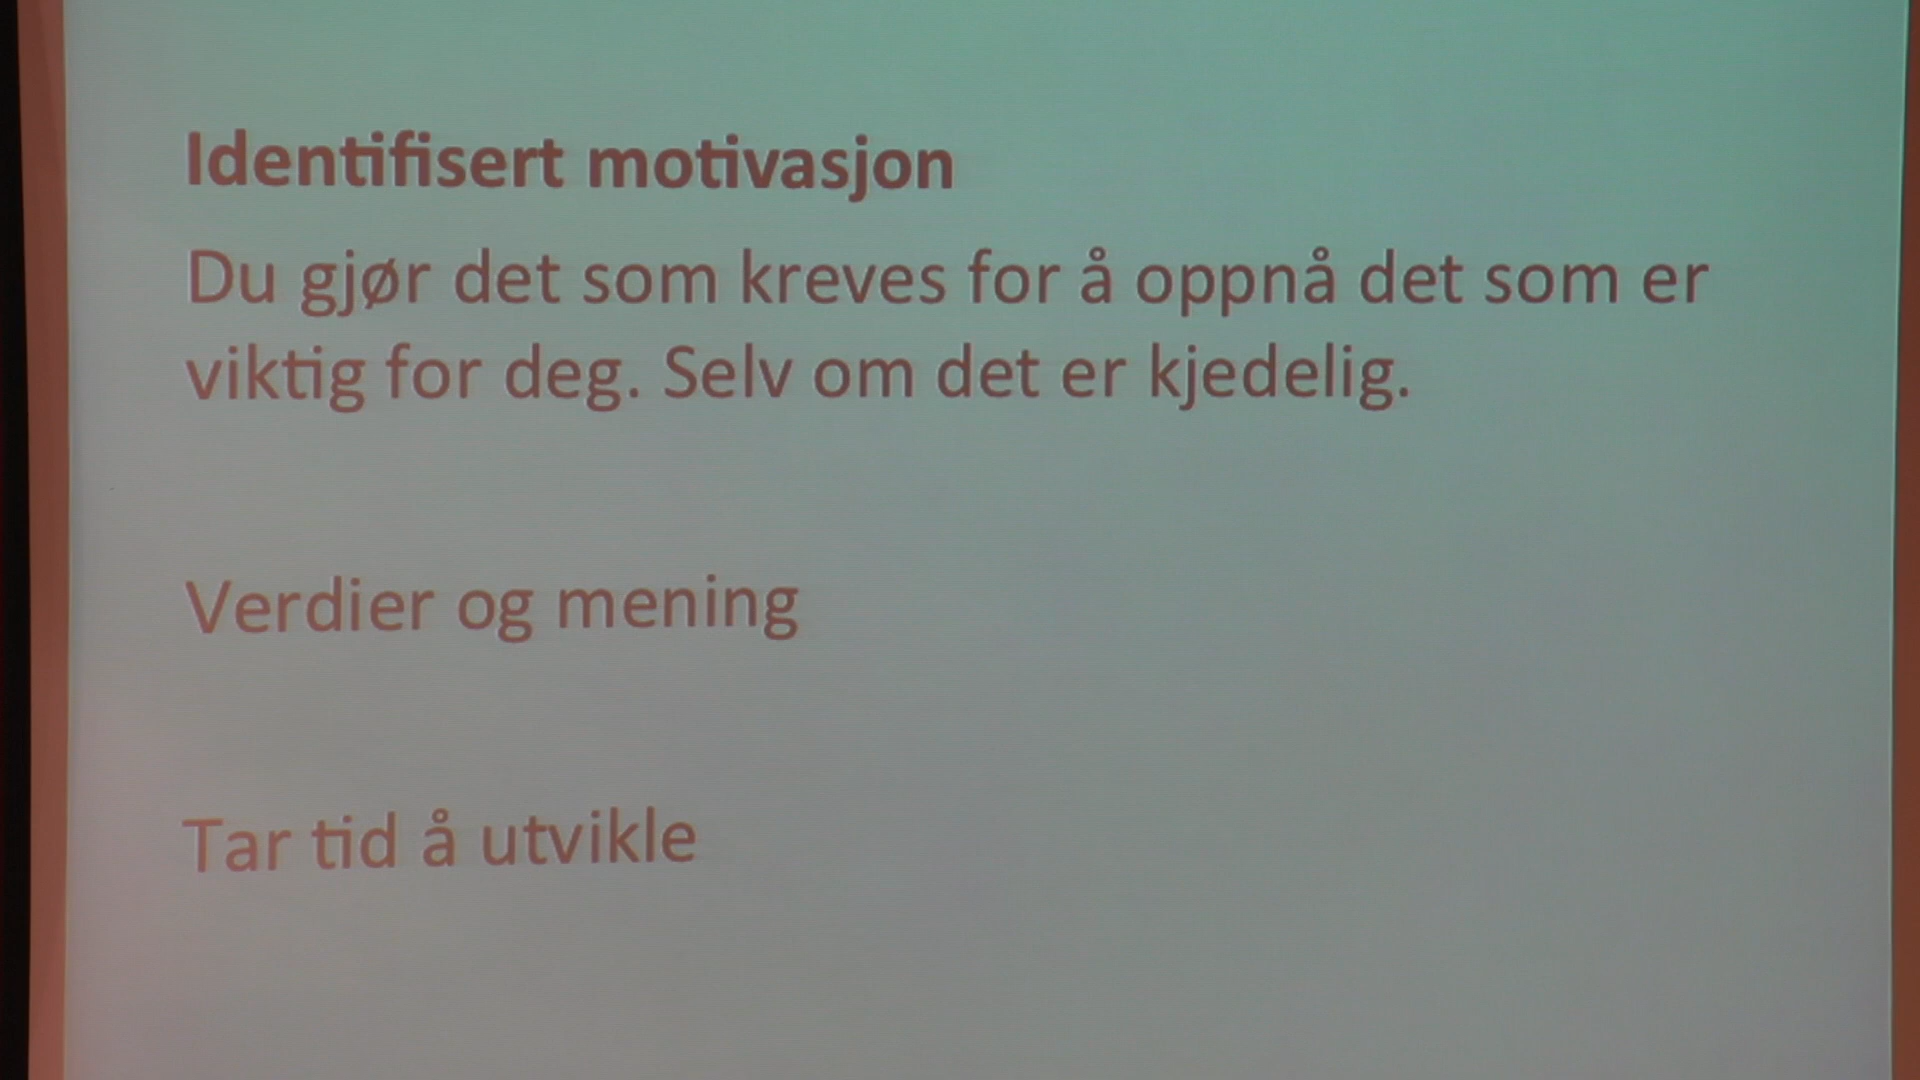 Identifisert motivasjon
Du gjør det som kreves for å oppnå det som er
viktig for deg. Selv om det er kjedelig.
Verdier og mening
Tar tid å utvikle